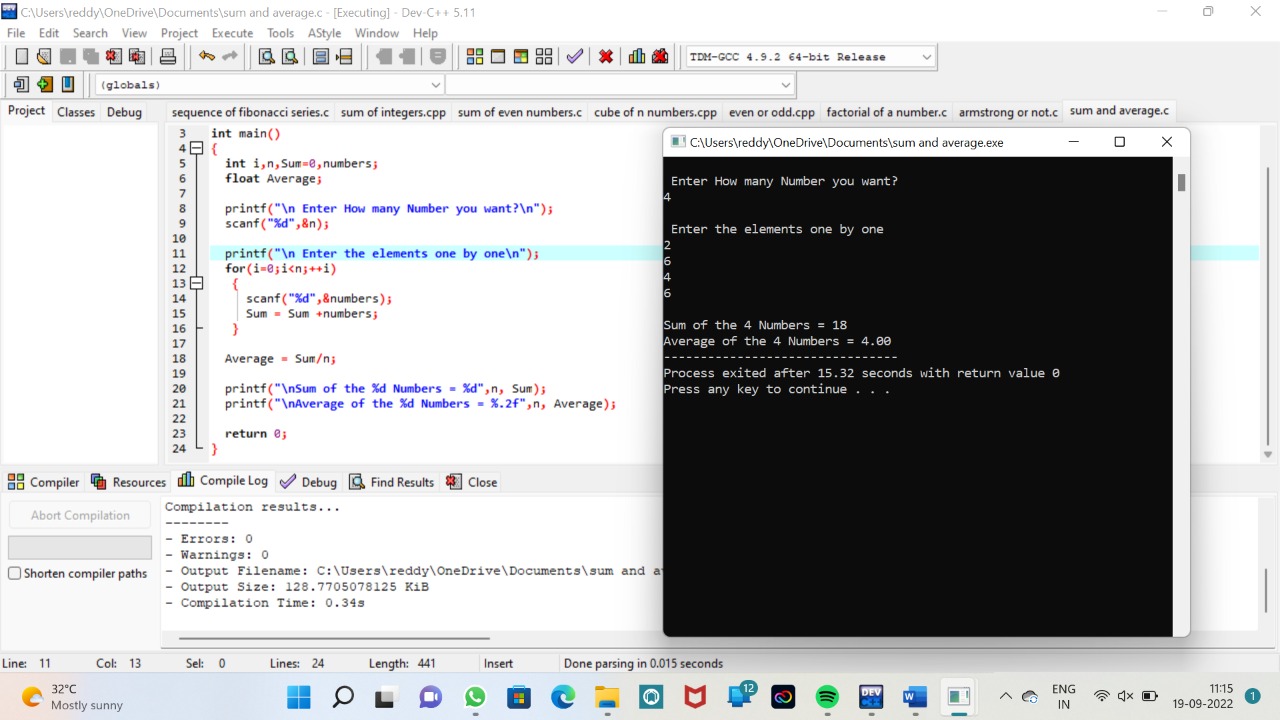 C:\Users\reddy\OneDrive\Documents\sum and average.c - [Executing] - Dev-C++ 5.11
File Edit Search View Project Execute Tools AStyle Window Help
TDM-GCC 4.9.2 64-bit Release
(globals)
Project Classes Debug
sequence of fibonacci series.c sum of integers.cpp sum of even numbers.c cube of n numbers.cpp even or odd.cpp factorial of a number.c armstrong or not.c sum and average.c
3 int main()
4 {
5 int i,n,Sum=0,numbers;
6 float Average;
7
8 printf("\n Enter How many Number you want?\n");
9 scanf("%d",&n);
10
11 printf("\n Enter the elements one by one\n");
12 for(i=0;i<n;++i)
13 {
14 scanf("%d",&numbers);
15 Sum = Sum +numbers;
16 }
17
18 Average = Sum/n;
19
20 printf("\nSum of the %d Numbers = %d",n, Sum);
21 printf("\nAverage of the %d Numbers = %.2f",n, Average);
22
23 return 0;
24 }
C:\Users\reddy\OneDrive\Documents\sum and average.exe
Enter How many Number you want?
4
Enter the elements one by one
2
6
4
6
Sum of the 4 Numbers = 18
Average of the 4 Numbers = 4.00
--------------------------------
Process exited after 15.32 seconds with return value 0
Press any key to continue . . .
Compiler Resources Compile Log Debug Find Results Close
Abort Compilation
Shorten compiler paths
Compilation results...
--------
- Errors: 0
- Warnings: 0
- Output Filename: C:\Users\reddy\OneDrive\Documents\sum and a
- Output Size: 128.7705078125 KiB
- Compilation Time: 0.34s
Line: 11 Col: 13 Sel: 0 Lines: 24 Length: 441 Insert Done parsing in 0.015 seconds
32°C
Mostly sunny
DEV
12
DEV
W
ENG
IN
11:15
19-09-2022
1